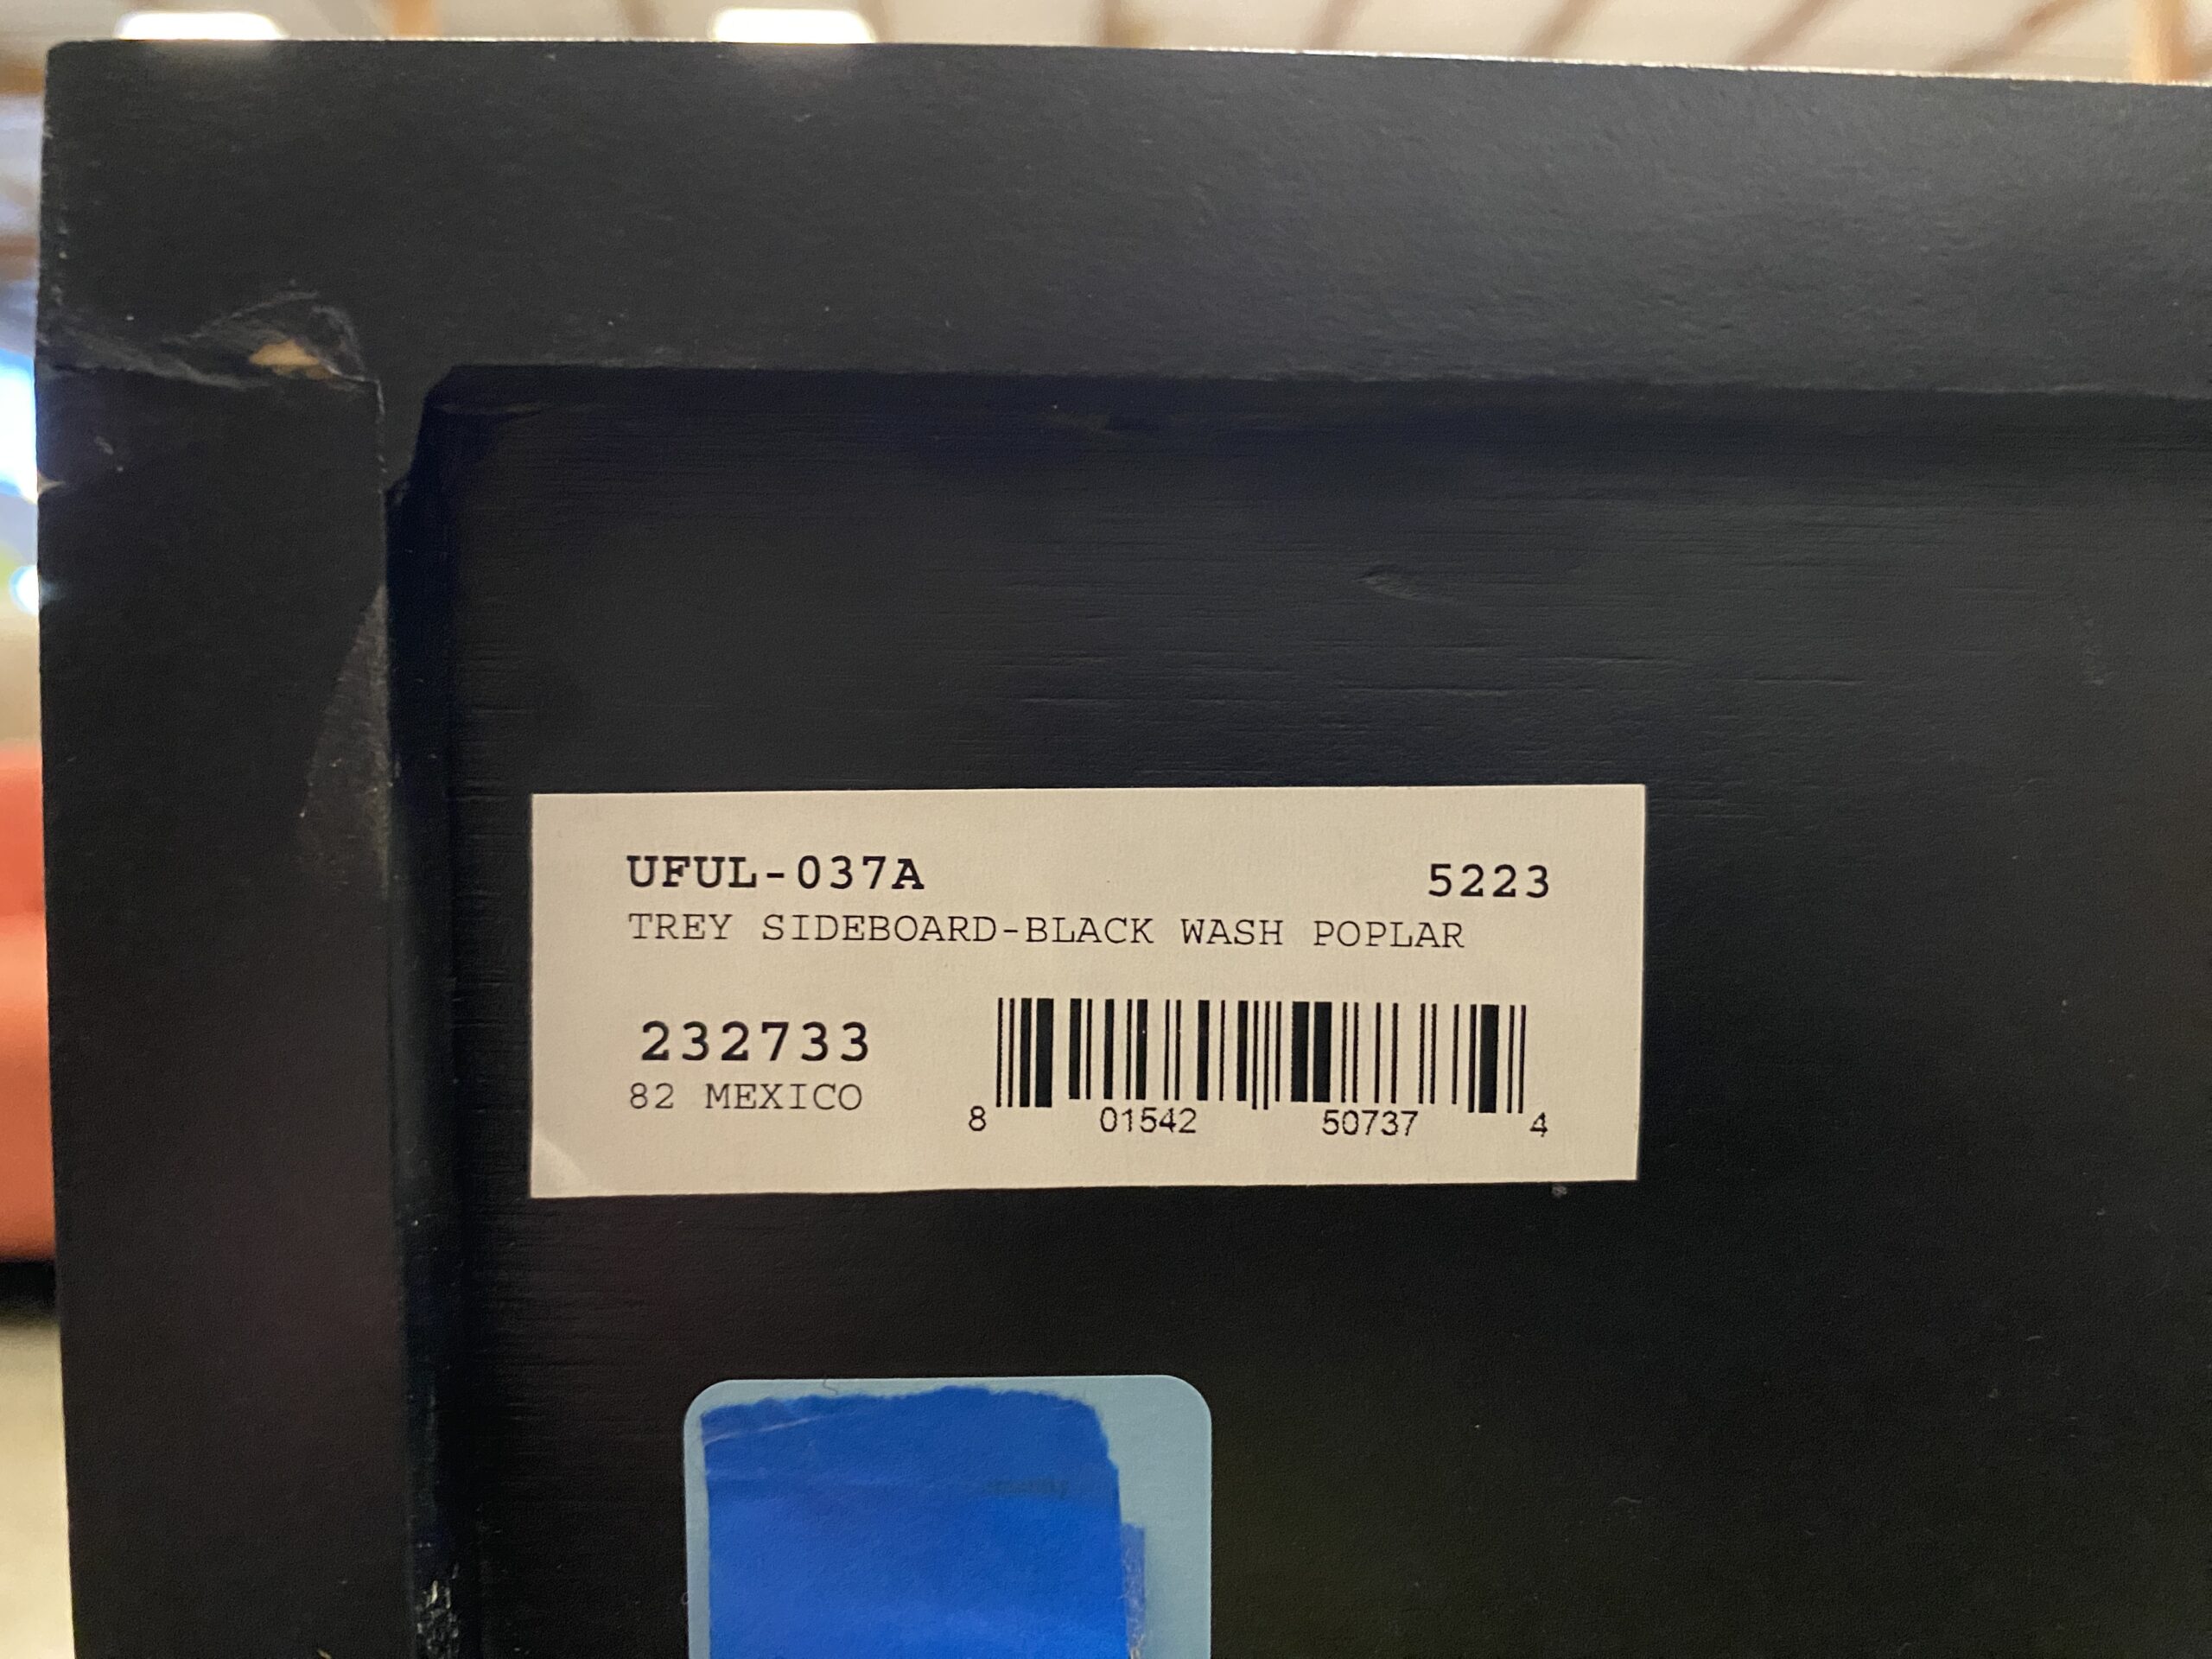 UFUL-037A 5223
TREY SIDEBOARD-BLACK WASH POPLAR
232733
82 MEXICO
8 01542 50737 4